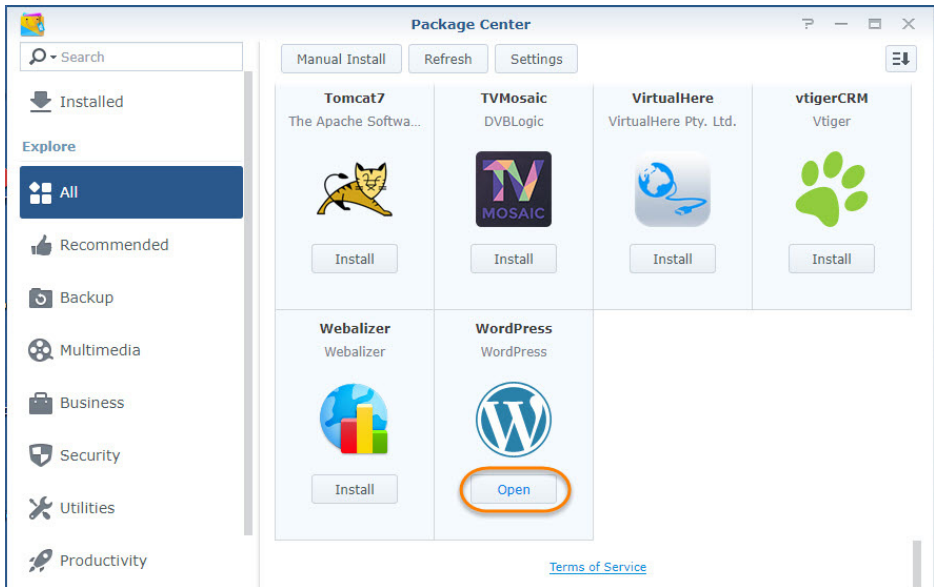 Package Center
Search
Manual Install Refresh Settings
Installed
Explore
All
Recommended
Backup
Multimedia
Business
Security
Utilities
Productivity
Tomcat7
The Apache Softwa...
Install
TVMosaic
DVBLogic
TV
MOSAIC
Install
VirtualHere
VirtualHere Pty. Ltd.
Install
vtigerCRM
Vtiger
Install
Webalizer
Webalizer
Install
WordPress
WordPress
W
Open
Terms of Service